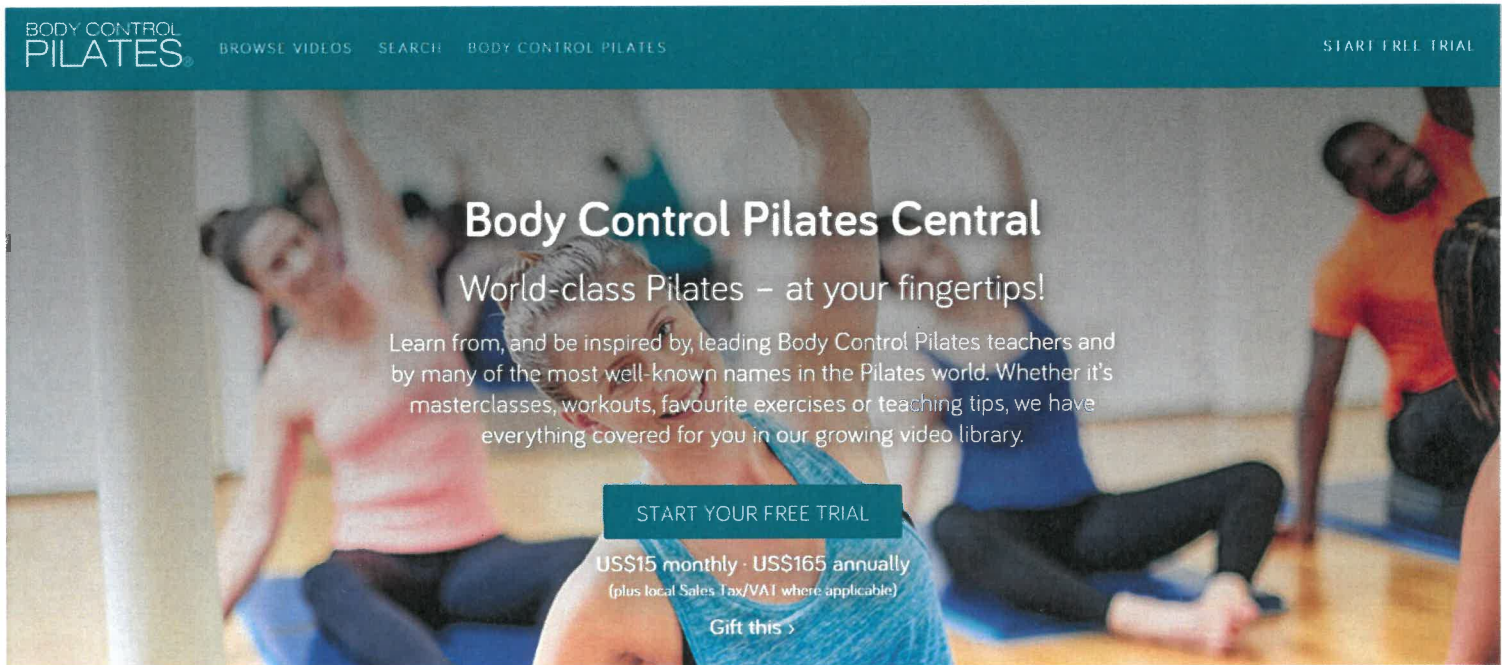 BODY CONTROL
PILATES®
BROWSE VIDEOS SEARCH BODY CONTROL PILATES
START FREE TRIAL
Body Control Pilates Central
World-class Pilates – at your fingertips!
Learn from, and be inspired by, leading Body Control Pilates teachers and
by many of the most well-known names in the Pilates world. Whether it's
masterclasses, workouts, favourite exercises or teaching tips, we have
everything covered for you in our growing video library.
START YOUR FREE TRIAL
US$15 monthly · US$165 annually
(plus local Sales Tax/VAT where applicable)
Gift this ›